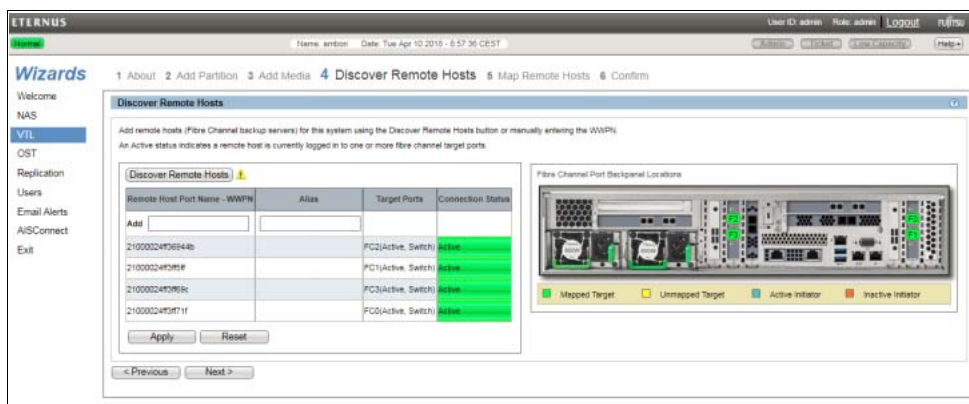 ETERNUS
User ID: admin Role: admin Logout FUJITSU
Normal
Name: ambon Date: Tue Apr 10 2018 - 8:57:36 CEST
Admin Ticket Low Capacity Help
Wizards
1 About 2 Add Partition 3 Add Media 4 Discover Remote Hosts 5 Map Remote Hosts 6 Confirm
Welcome
NAS
VTL
OST
Replication
Users
Email Alerts
AISConnect
Exit
Discover Remote Hosts
Add remote hosts (Fibre Channel backup servers) for this system using the Discover Remote Hosts button or manually entering the WWPN.
An Active status indicates a remote host is currently logged in to one or more fibre channel target ports.
Discover Remote Hosts
Remote Host Port Name - WWPN Alias Target Ports Connection Status
Add
FC2(Active, Switch) Active
FC1(Active, Switch) Active
FC3(Active, Switch) Active
FC0(Active, Switch) Active
Apply Reset
< Previous Next >
Fibre Channel Port Backpanel Locations
Mapped Target Unmapped Target Active Initiator Inactive Initiator